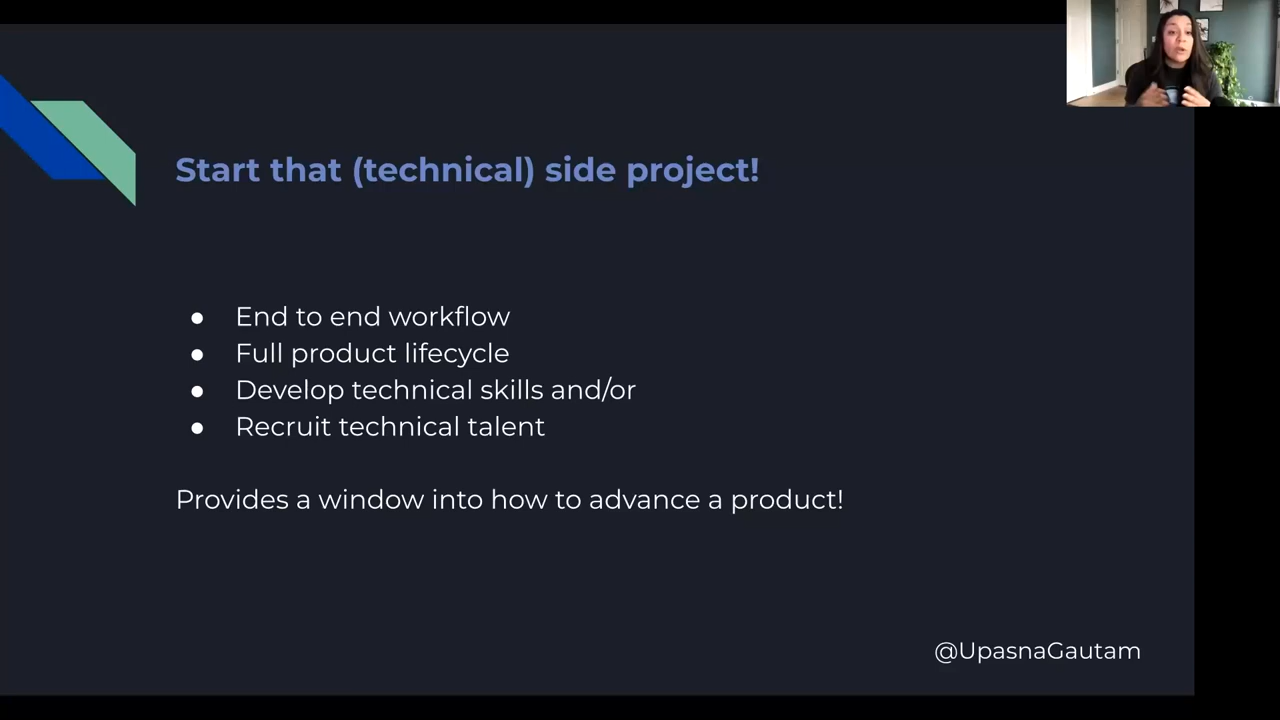 Start that (technical) side project!
● End to end workflow
● Full product lifecycle
● Develop technical skills and/or
● Recruit technical talent
Provides a window into how to advance a product!
@UpasnaGautam